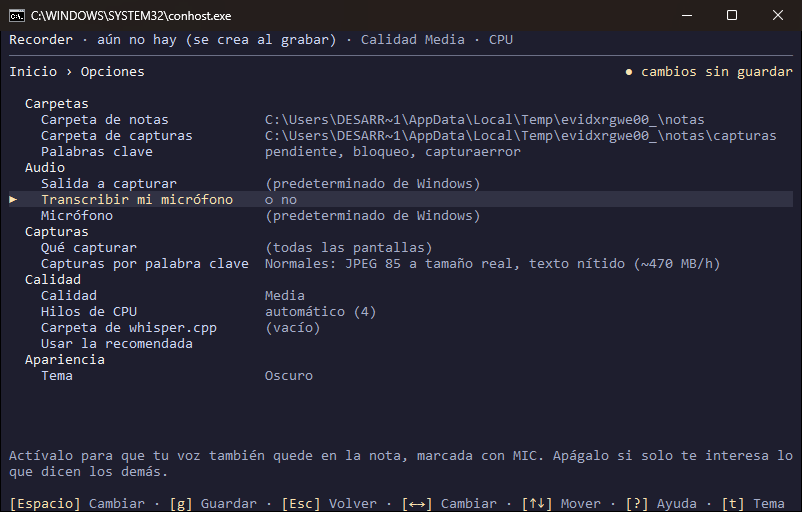 C:\WINDOWS\SYSTEM32\conhost.exe
Recorder · aún no hay (se crea al grabar) · Calidad Media · CPU
Inicio › Opciones ● cambios sin guardar
Carpetas
Carpeta de notas C:\Users\DESARR~1\AppData\Local\Temp\evidxrgwe00_\notas
Carpeta de capturas C:\Users\DESARR~1\AppData\Local\Temp\evidxrgwe00_\notas\capturas
Palabras clave pendiente, bloqueo, capturaerror
Audio
Salida a capturar (predeterminado de Windows)
► Transcribir mi micrófono o no
Micrófono (predeterminado de Windows)
Capturas
Qué capturar (todas las pantallas)
Capturas por palabra clave Normales: JPEG 85 a tamaño real, texto nítido (~470 MB/h)
Calidad
Calidad Media
Hilos de CPU automático (4)
Carpeta de whisper.cpp (vacío)
Usar la recomendada
Apariencia
Tema Oscuro
Actívalo para que tu voz también quede en la nota, marcada con MIC. Apágalo si solo te interesa lo
que dicen los demás.
[Espacio] Cambiar · [g] Guardar · [Esc] Volver · [↔] Cambiar · [↑↓] Mover · [?] Ayuda · [t] Tema